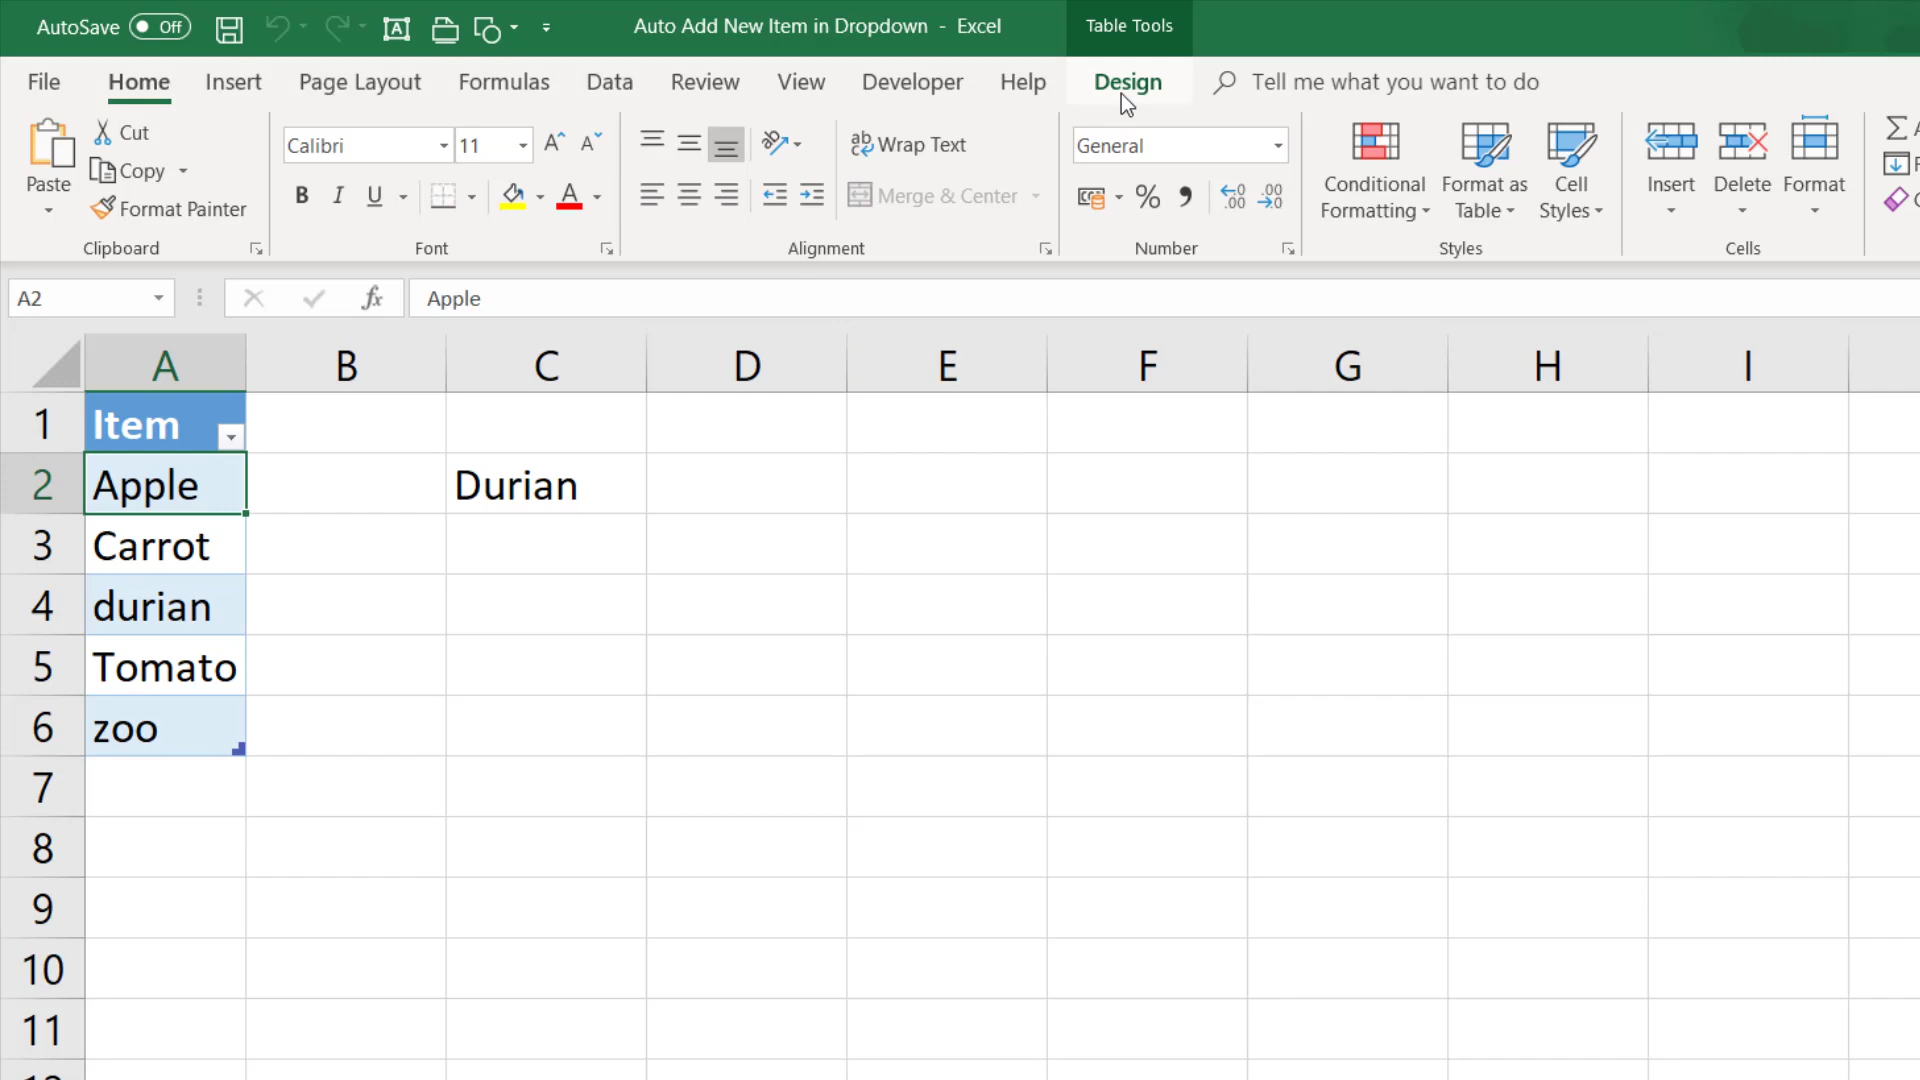 AutoSave Off Auto Add New Item in Dropdown - Excel Table Tools
File Home Insert Page Layout Formulas Data Review View Developer Help Design Tell me what you want to do
Paste Cut
Copy
Format Painter
Clipboard
Calibri 11
B I U
Font
Wrap Text
Merge & Center
Alignment
General
Number
Conditional Formatting
Format as Table
Cell Styles
Styles
Insert Delete Format
Cells
A2 fx Apple
A B C D E F G H I
1 Item
2 Apple Durian
3 Carrot
4 durian
5 Tomato
6 zoo
7
8
9
10
11